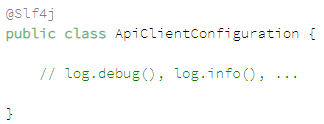 @Slf4j
public class ApiClientConfiguration {
// log.debug(), log.info(), ...
}